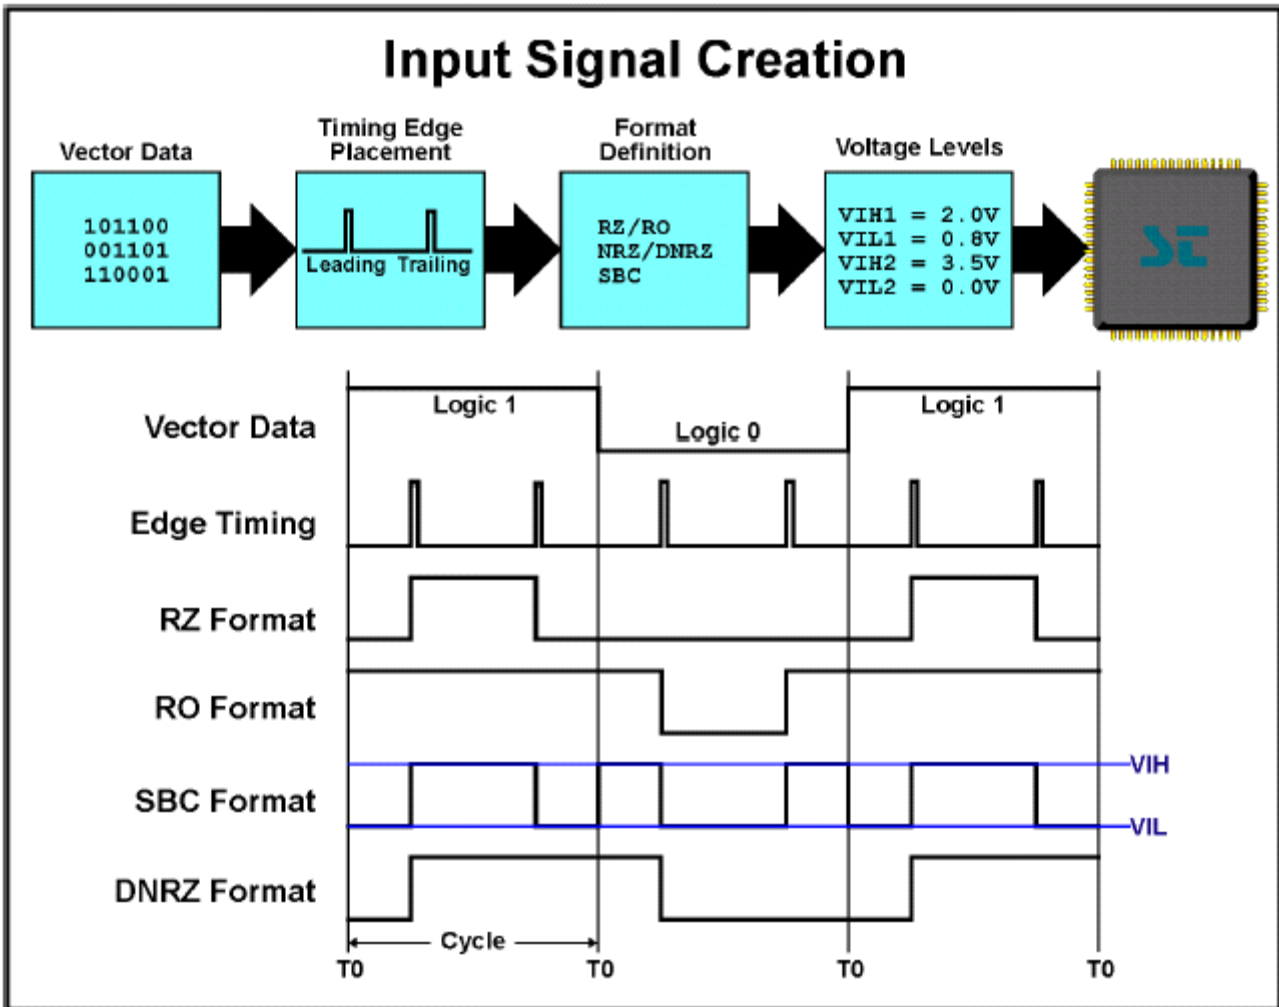 Input Signal Creation
Vector Data
Timing Edge
Placement
Format
Definition
Voltage Levels
101100
001101
110001
Leading Trailing
RZ/RO
NRZ/DNRZ
SBC
VIH1 = 2.0V
VIL1 = 0.8V
VIH2 = 3.5V
VIL2 = 0.0V
Vector Data
Logic 1
Logic 0
Logic 1
Edge Timing
RZ Format
RO Format
SBC Format
VIH
VIL
DNRZ Format
Cycle
T0
T0
T0
T0